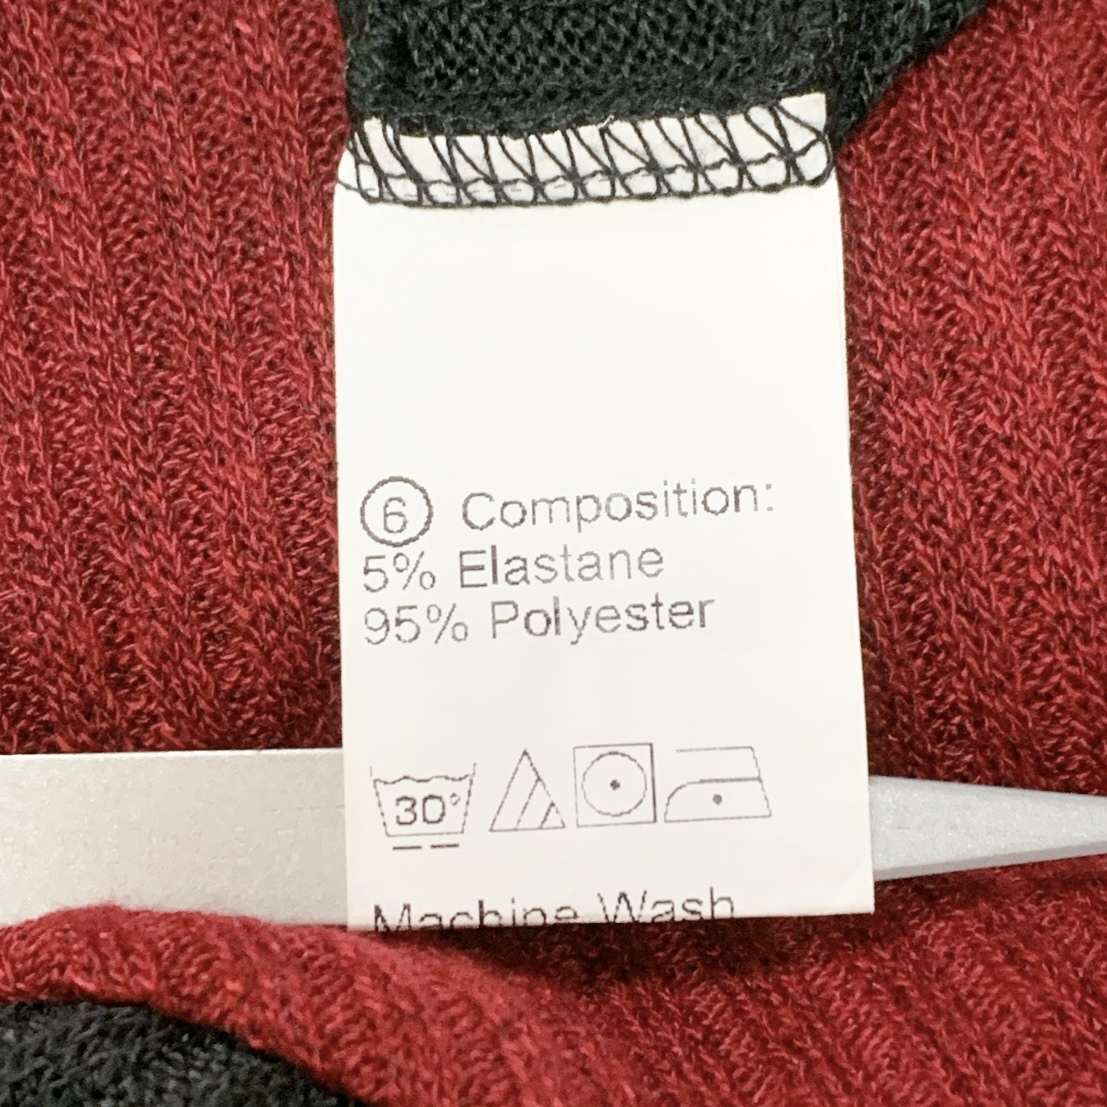 ⑥ Composition:
5% Elastane
95% Polyester
30°
Machine Wash